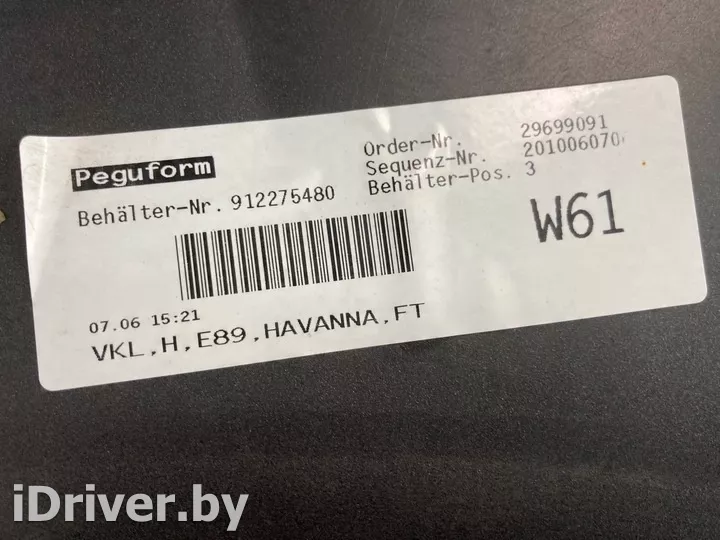 Peguform
Order-Nr. 29699091
Sequenz-Nr. 201006070
Behälter-Nr. 912275480
Behälter-Pos. 3
W61
07.06 15:21
VKL,H,E89,HAVANNA,FT
iDriver.by